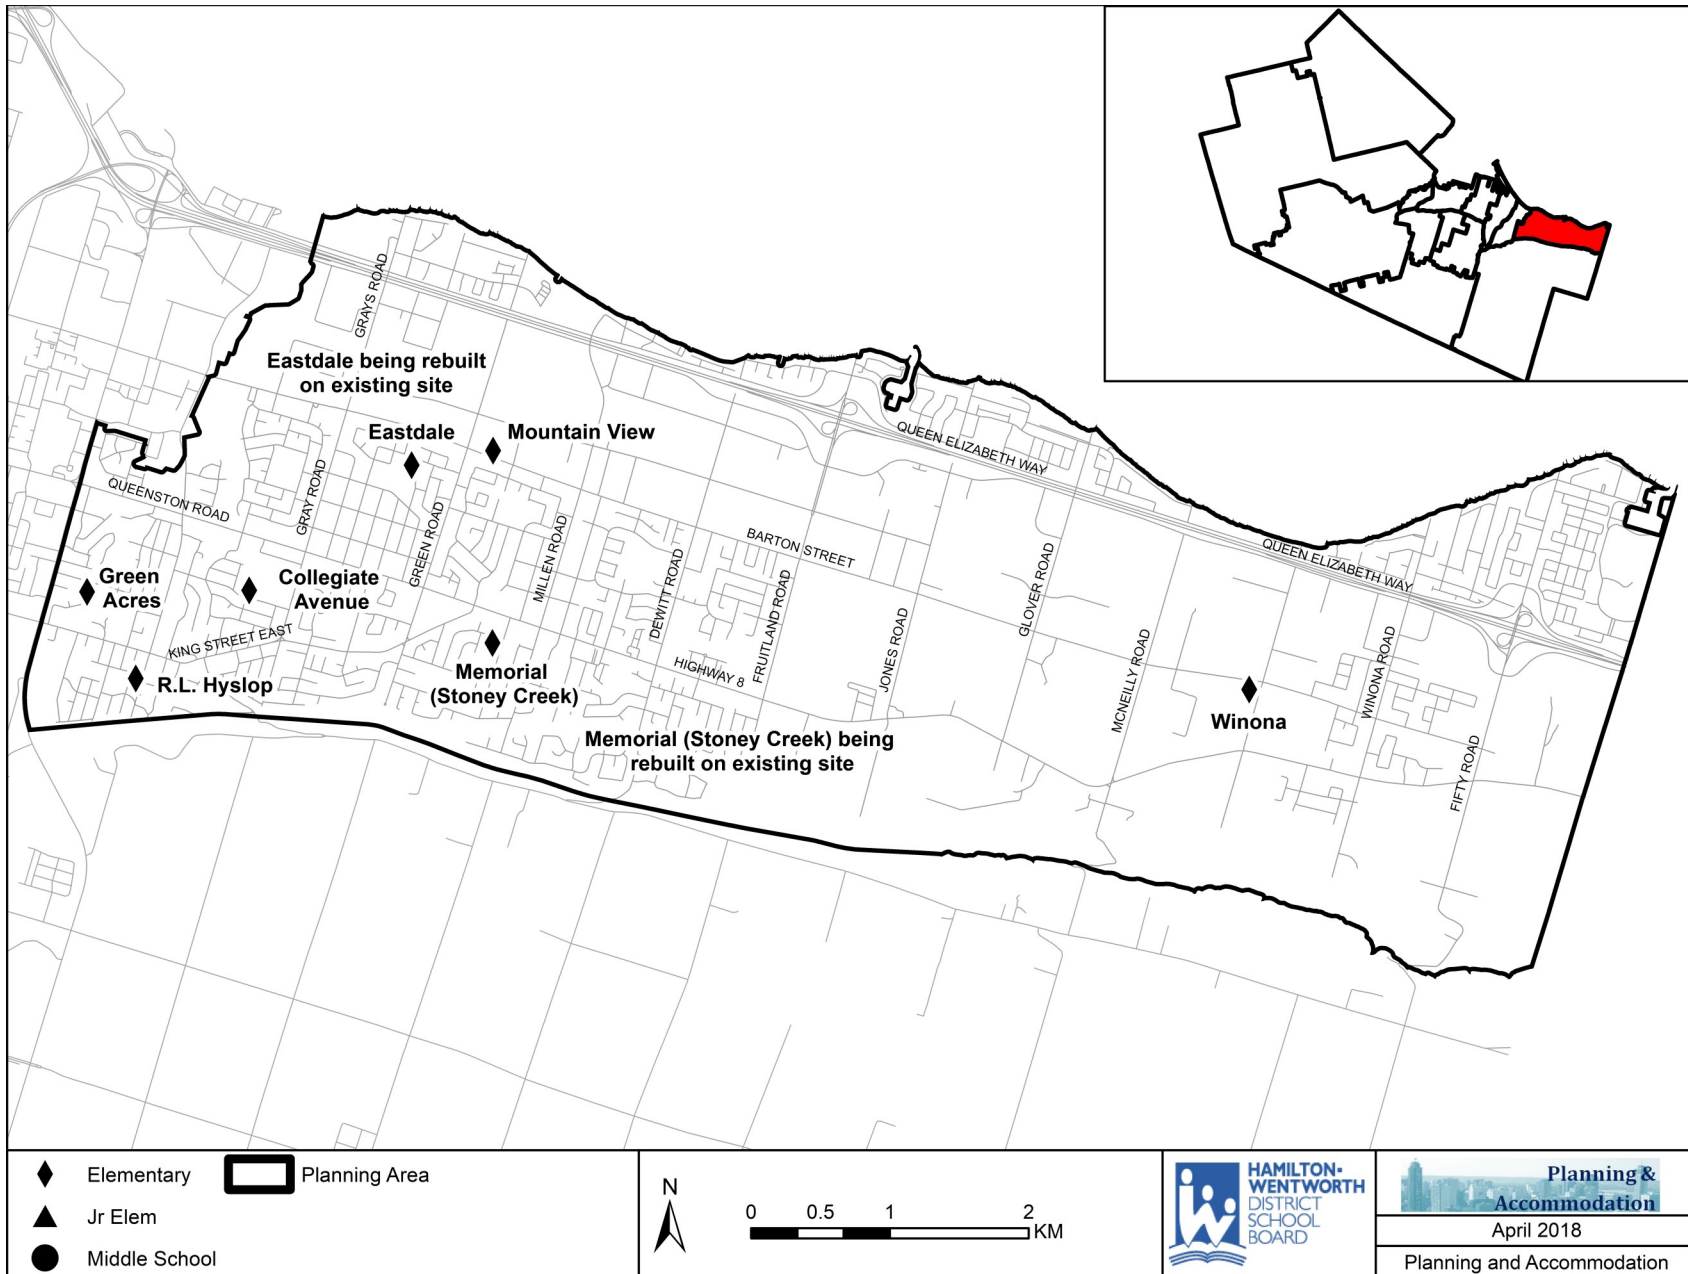 GRAYS ROAD
Eastdale being rebuilt
on existing site
Eastdale
Mountain View
QUEEN ELIZABETH WAY
QUEENSTON ROAD
GRAY ROAD
GREEN ROAD
MILLEN ROAD
BARTON STREET
DEWITT ROAD
FRUITLAND ROAD
GLOVER ROAD
QUEEN ELIZABETH WAY
Green
Acres
Collegiate
Avenue
KING STREET EAST
JONES ROAD
MCNEILLY ROAD
WINONA ROAD
R.L. Hyslop
Memorial
(Stoney Creek)
HIGHWAY 8
Winona
Memorial (Stoney Creek) being
rebuilt on existing site
FIFTY ROAD
Elementary
Planning Area
Jr Elem
Middle School
N
0 0.5 1 2
KM
HAMILTON-
WENTWORTH
DISTRICT
SCHOOL
BOARD
Planning &
Accommodation
April 2018
Planning and Accommodation